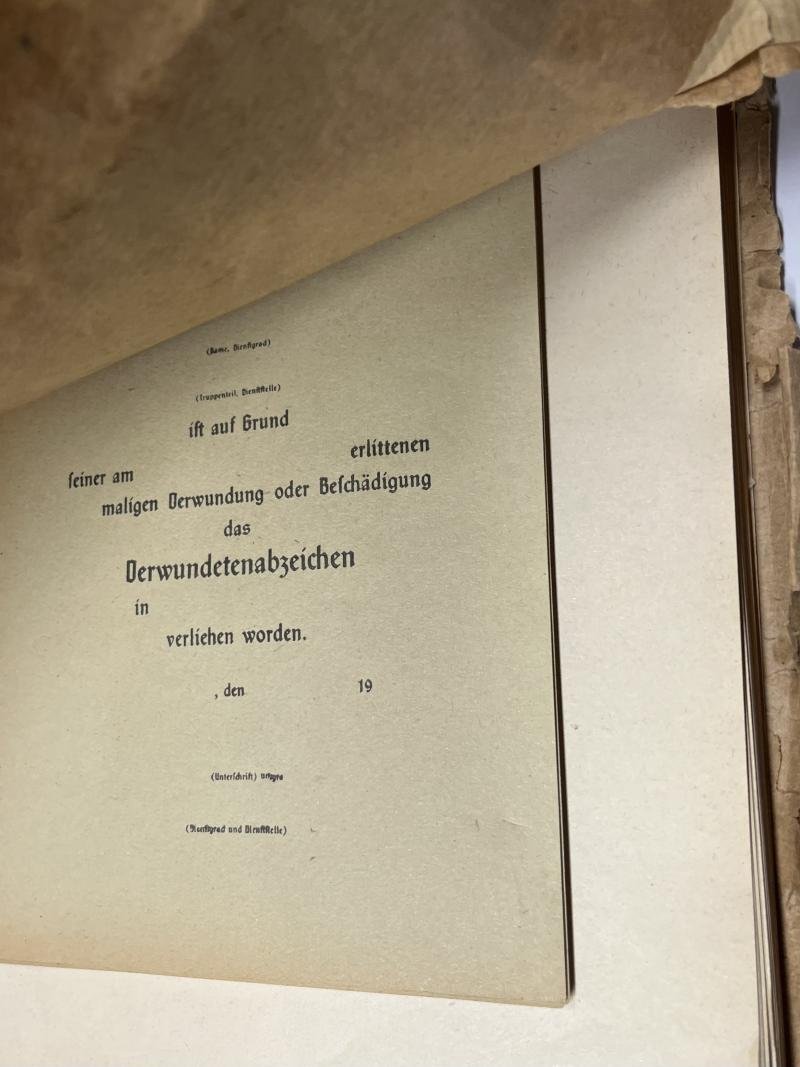 (Name, Dienstgrad)
(Truppenteil, Dienststelle)
ist auf Grund
seiner am erlittenen
maligen Verwundung oder Beschädigung
das
Verwundetenabzeichen
in
verliehen worden.
, den 19
(Unterschrift)
(Dienstgrad und Dienststelle)